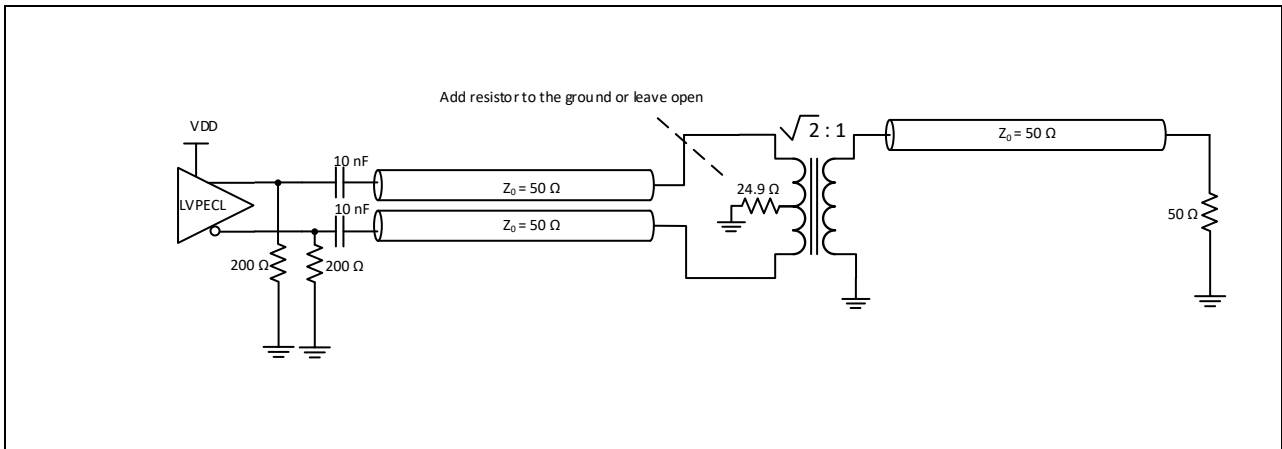 Add resistor to the ground or leave open
VDD
√2 : 1
Z₀ = 50 Ω
10 nF
LVPECL
Z₀ = 50 Ω
24.9 Ω
10 nF
50 Ω
Z₀ = 50 Ω
200 Ω
200 Ω